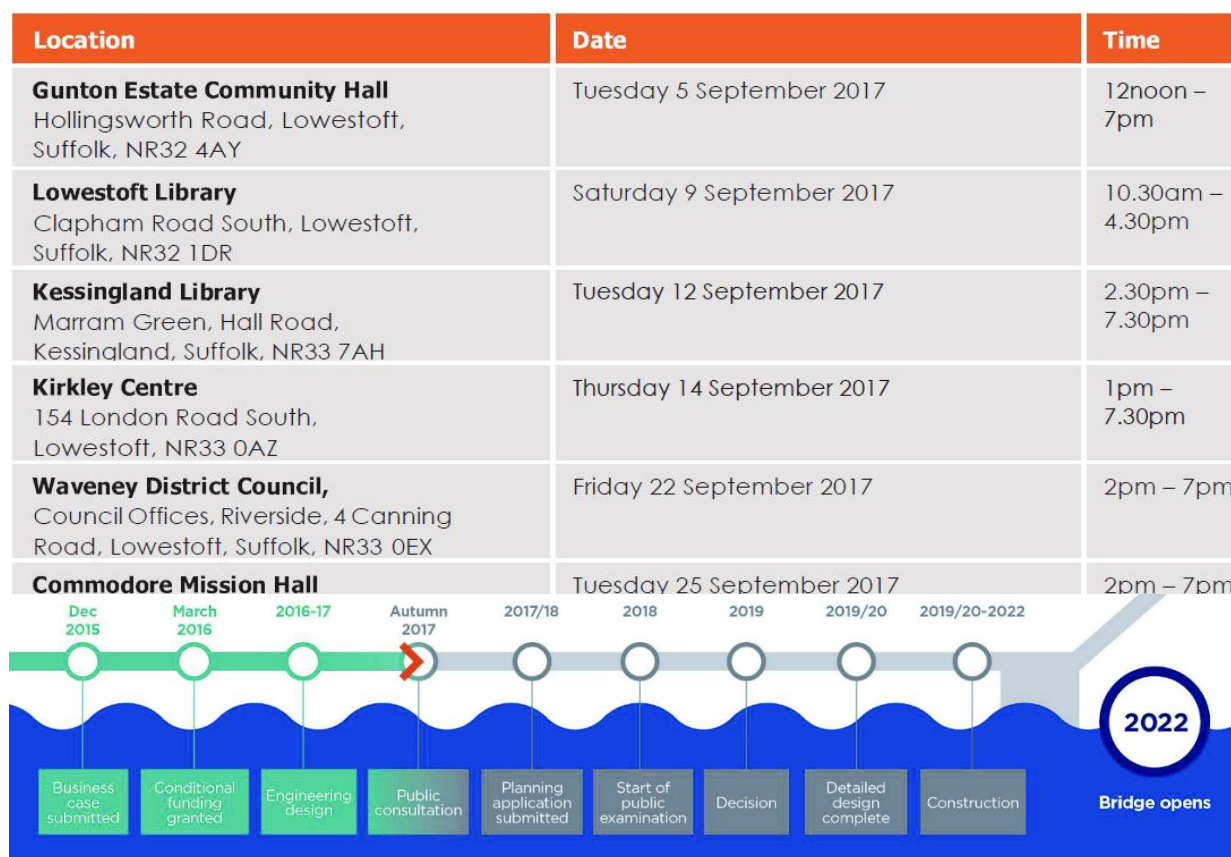 Location Date Time
Gunton Estate Community Hall Tuesday 5 September 2017 12noon –
Hollingsworth Road, Lowestoft, 7pm
Suffolk, NR32 4AY
Lowestoft Library Saturday 9 September 2017 10.30am –
Clapham Road South, Lowestoft, 4.30pm
Suffolk, NR32 1DR
Kessingland Library Tuesday 12 September 2017 2.30pm –
Marram Green, Hall Road, 7.30pm
Kessingland, Suffolk, NR33 7AH
Kirkley Centre Thursday 14 September 2017 1pm –
154 London Road South, 7.30pm
Lowestoft, NR33 0AZ
Waveney District Council, Friday 22 September 2017 2pm – 7pm
Council Offices, Riverside, 4 Canning
Road, Lowestoft, Suffolk, NR33 0EX
Commodore Mission Hall Tuesday 25 September 2017 2pm – 7pm
Dec March 2016-17 Autumn 2017/18 2018 2019 2019/20 2019/20-2022
2015 2016 2017
2022
Business case submitted
Conditional funding granted
Engineering design
Public consultation
Planning application submitted
Start of public examination
Decision
Detailed design complete
Construction
Bridge opens